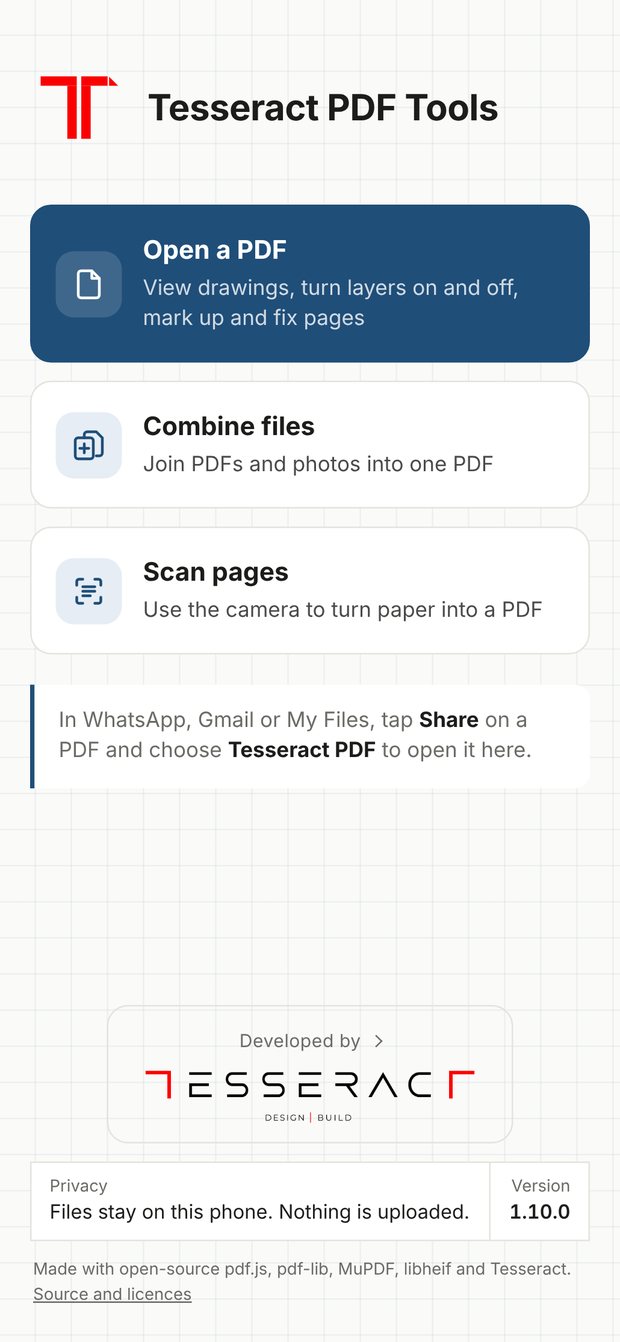 Tesseract PDF Tools
Open a PDF
View drawings, turn layers on and off,
mark up and fix pages
Combine files
Join PDFs and photos into one PDF
Scan pages
Use the camera to turn paper into a PDF
In WhatsApp, Gmail or My Files, tap Share on a
PDF and choose Tesseract PDF to open it here.
Developed by
TESSERACT
DESIGN | BUILD
Privacy
Files stay on this phone. Nothing is uploaded.
Version
1.10.0
Made with open-source pdf.js, pdf-lib, MuPDF, libheif and Tesseract.
Source and licences